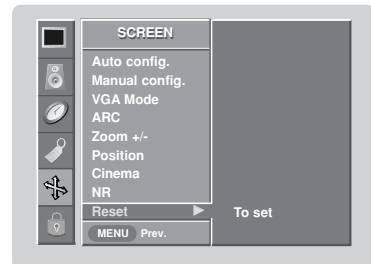 SCREEN
Auto config.
Manual config.
VGA Mode
ARC
Zoom +/-
Position
Cinema
NR
Reset ▶ To set
MENU Prev.